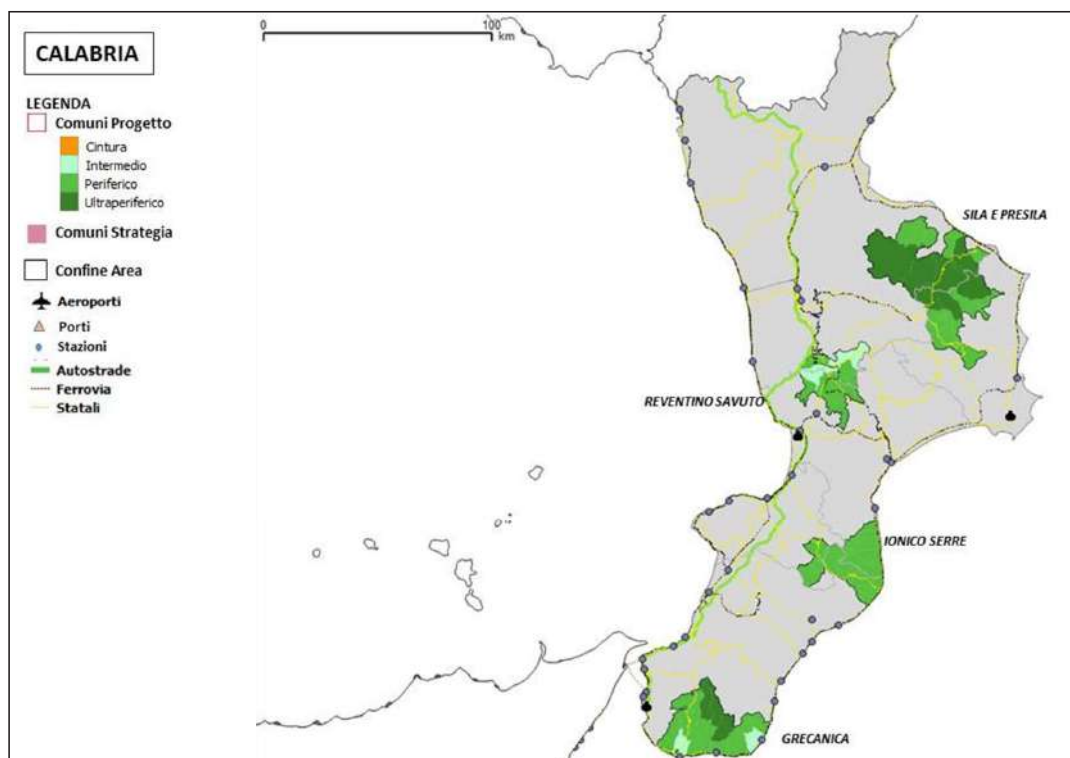 CALABRIA
0 100
km
LEGENDA
Comuni Progetto
Cintura
Intermedio
Periferico
Ultraperiferico
Comuni Strategia
Confine Area
Aeroporti
Porti
Stazioni
Autostrade
Ferrovia
Statali
SILA E PRESILA
REVENTINO SAVUTO
IONICO SERRE
GRECANICA